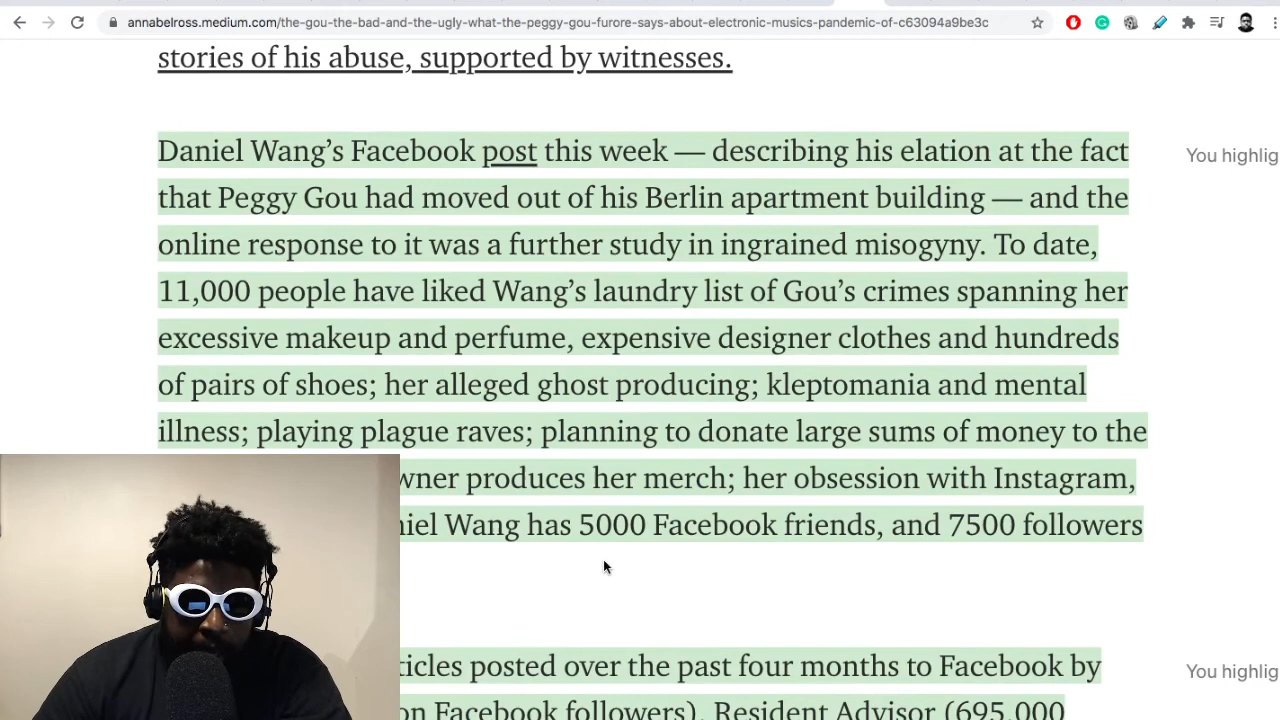 annabelross.medium.com/the-gou-the-bad-and-the-ugly-what-the-peggy-gou-furore-says-about-electronic-musics-pandemic-of-c63094a9be3c
stories of his abuse, supported by witnesses.
Daniel Wang’s Facebook post this week — describing his elation at the fact
You highlig
that Peggy Gou had moved out of his Berlin apartment building — and the
online response to it was a further study in ingrained misogyny. To date,
11,000 people have liked Wang’s laundry list of Gou’s crimes spanning her
excessive makeup and perfume, expensive designer clothes and hundreds
of pairs of shoes; her alleged ghost producing; kleptomania and mental
illness; playing plague raves; planning to donate large sums of money to the
wner produces her merch; her obsession with Instagram,
niel Wang has 5000 Facebook friends, and 7500 followers
ticles posted over the past four months to Facebook by
You highlig
on Facebook followers), Resident Advisor (695,000